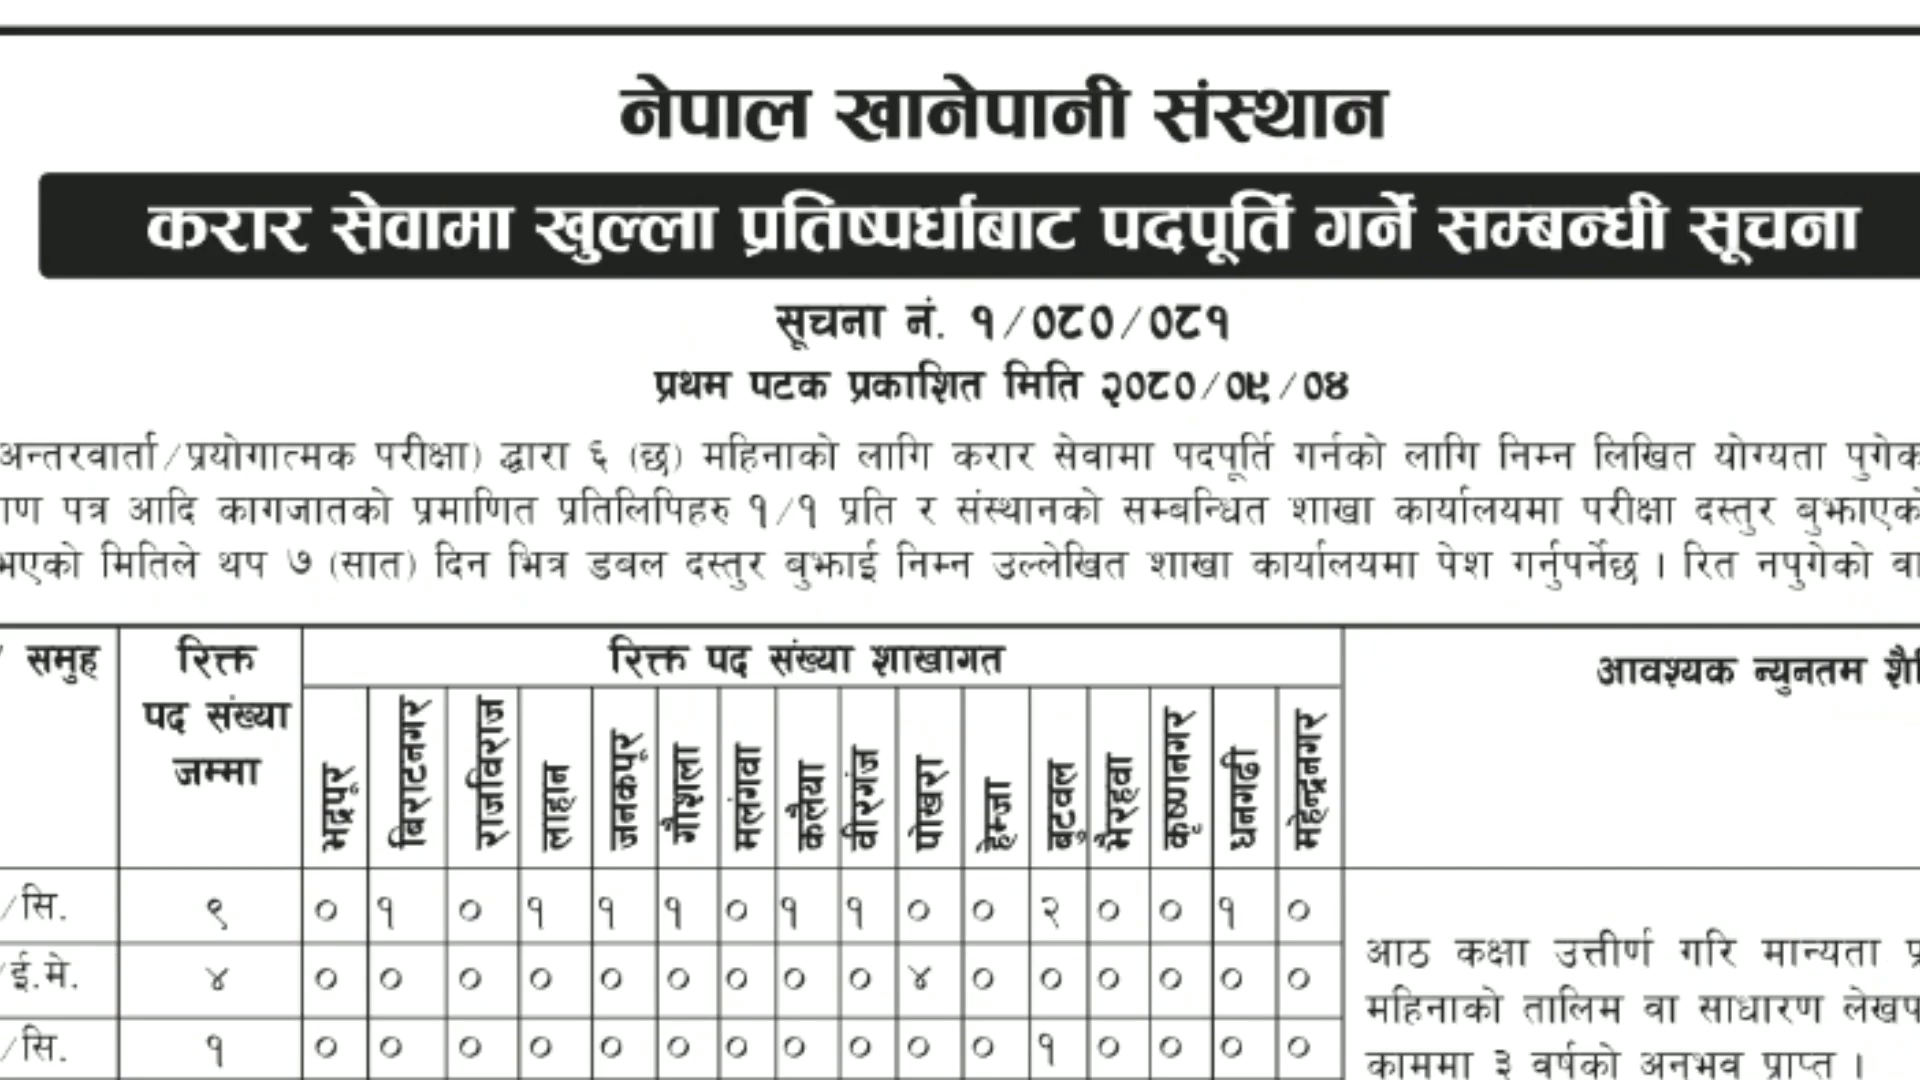 नेपाल खानेपानी संस्थान
करार सेवामा खुल्ला प्रतिष्पर्धाबाट पदपूर्ति गर्ने सम्बन्धी सूचना
सूचना नं. १/०८०/०८१
प्रथम पटक प्रकाशित मिति २०८०/०९/०४
अन्तरवार्ता/प्रयोगात्मक परीक्षा) द्धारा ६ (छ) महिनाको लागि करार सेवामा पदपूर्ति गर्नको लागि निम्न लिखित योग्यता पुगेक
ाण पत्र आदि कागजातको प्रमाणित प्रतिलिपिहरु १/१ प्रति र संस्थानको सम्बन्धित शाखा कार्यालयमा परीक्षा दस्तुर बुझाएको
भएको मितिले थप ७ (सात) दिन भित्र डबल दस्तुर बुझाई निम्न उल्लेखित शाखा कार्यालयमा पेश गर्नुपर्नेछ । रित नपुगेको वा
समुह रिक्त पद संख्या जम्मा रिक्त पद संख्या शाखागत आवश्यक न्युनतम शै
भद्रपूर बिराटनगर राजविराज लाहान जनकपूर गौशला मलंगवा कलैया वीरगंज पोखरा हेम्जा बुटवल भैरहवा कृष्णनगर धनगढी महेन्द्रनगर
/सि. ९ ० १ ० १ १ १ ० १ १ ० ० २ ० ० १ ०
/ई.मे. ४ ० ० ० ० ० ० ० ० ० ४ ० ० ० ० ० ०
/सि. १ ० ० ० ० ० ० ० ० ० ० ० १ ० ० ० ०
आठ कक्षा उत्तीर्ण गरि मान्यता प्र
महिनाको तालिम वा साधारण लेखप
काममा ३ वर्षको अनुभव प्राप्त ।